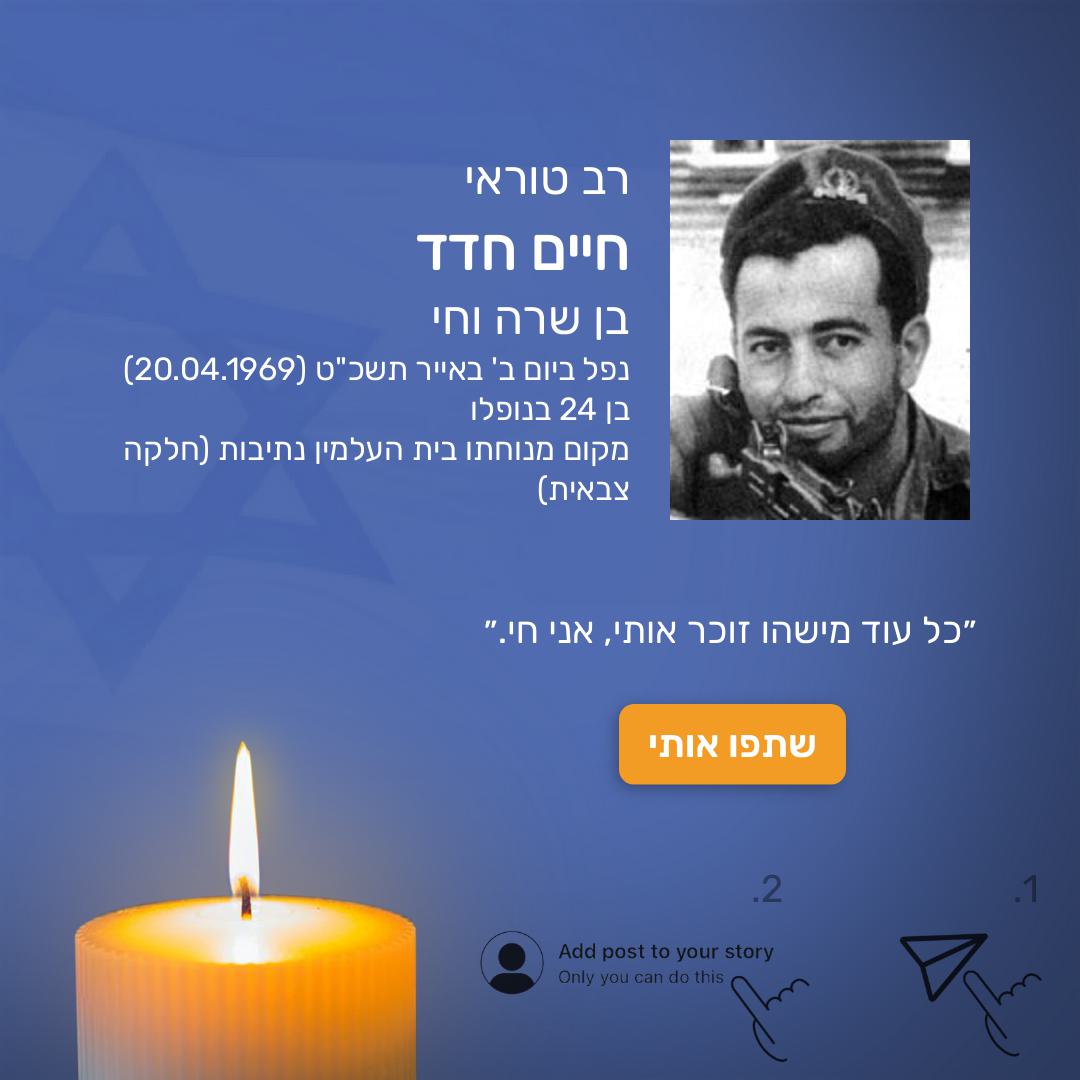 רב טוראי
חיים חדד
בן שרה וחי
נפל ביום ב' באייר תשכ"ט (20.04.1969)
בן 24 בנופלו
מקום מנוחתו בית העלמין נתיבות (חלקה
צבאית)
״כל עוד מישהו זוכר אותי, אני חי.״
שתפו אותי
1.
2.
Add post to your story
Only you can do this